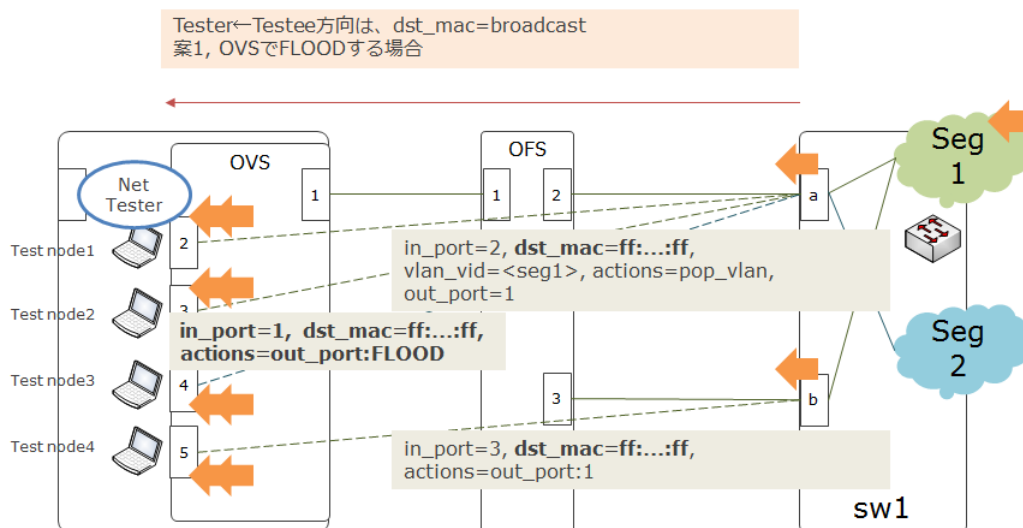 Tester←Testee方向は、dst_mac=broadcast
案1, OVSでFLOODする場合
OVS
OFS
Seg
1
Net
Tester
1
1
2
a
Test node1
2
in_port=2, dst_mac=ff:…:ff,
vlan_vid=<seg1>, actions=pop_vlan,
out_port=1
Test node2
3
in_port=1, dst_mac=ff:…:ff,
actions=out_port:FLOOD
Seg
2
Test node3
4
3
b
Test node4
5
in_port=3, dst_mac=ff:…:ff,
actions=out_port:1
sw1